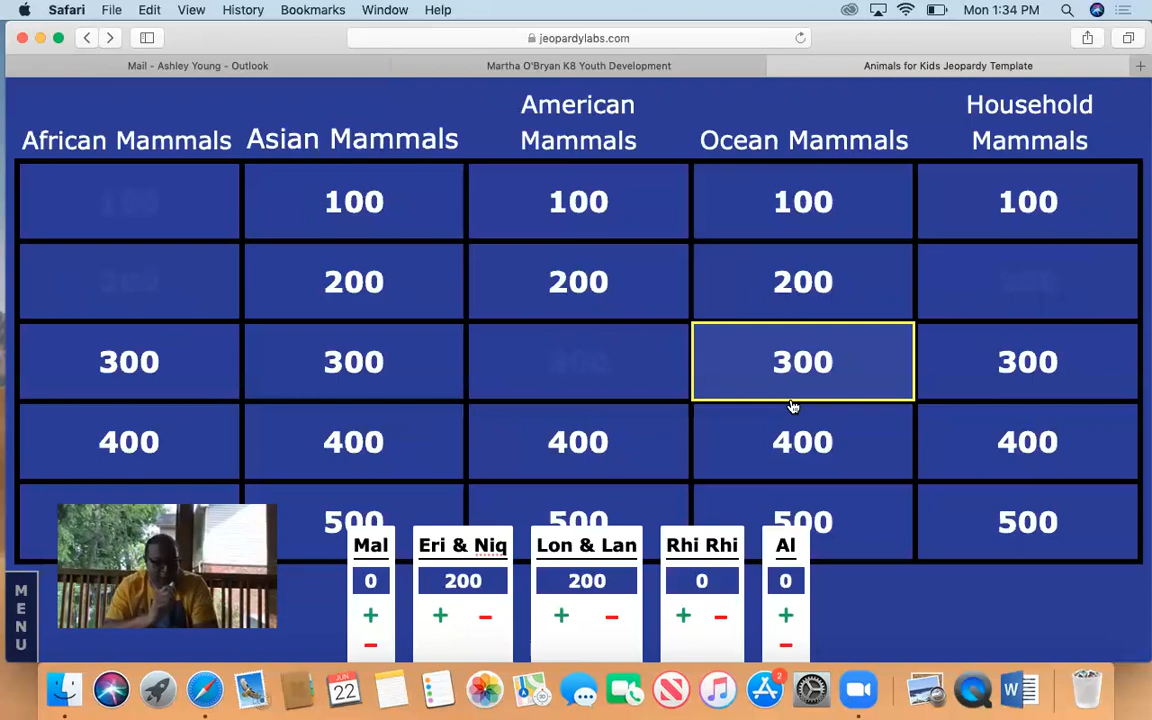 Safari File Edit View History Bookmarks Window Help Mon 1:34 PM
jeopardylabs.com
Mail - Ashley Young - Outlook Martha O'Bryan K8 Youth Development Animals for Kids Jeopardy Template
African Mammals Asian Mammals American Mammals Ocean Mammals Household Mammals
100 100 100 100
200 200 200
300 300 300 300
400 400 400 400 400
500 500 500 500
Mal Eri & Niq Lon & Lan Rhi Rhi Al
0 200 200 0 0
+ + - + - + - +
- -
MENU
JUN
22
2
W